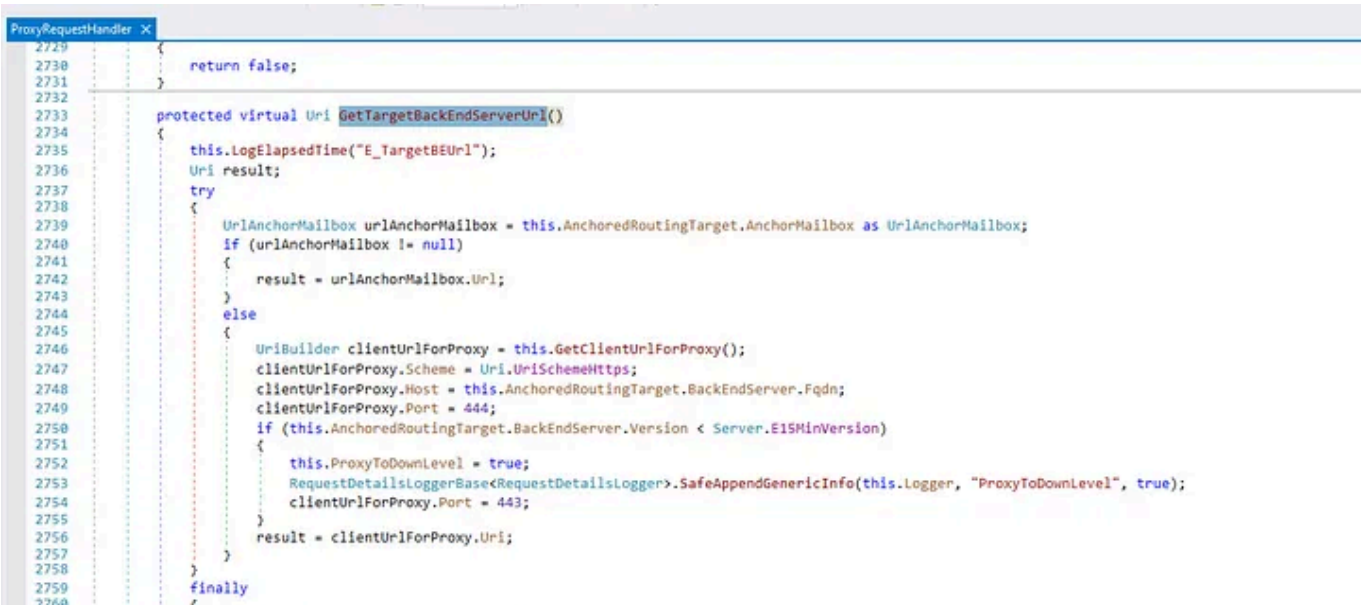 ProxyRequestHandler X
2729 {
2730 return false;
2731 }
2732
2733 protected virtual Uri GetTargetBackEndServerUrl()
2734 {
2735 this.LogElapsedTime("E_TargetBEUrl");
2736 Uri result;
2737 try
2738 {
2739 UrlAnchorMailbox urlAnchorMailbox = this.AnchoredRoutingTarget.AnchorMailbox as UrlAnchorMailbox;
2740 if (urlAnchorMailbox != null)
2741 {
2742 result = urlAnchorMailbox.Url;
2743 }
2744 else
2745 {
2746 UriBuilder clientUrlForProxy = this.GetClientUrlForProxy();
2747 clientUrlForProxy.Scheme = Uri.UriSchemeHttps;
2748 clientUrlForProxy.Host = this.AnchoredRoutingTarget.BackEndServer.Fqdn;
2749 clientUrlForProxy.Port = 444;
2750 if (this.AnchoredRoutingTarget.BackEndServer.Version < Server.E15MinVersion)
2751 {
2752 this.ProxyToDownLevel = true;
2753 RequestDetailsLoggerBase<RequestDetailsLogger>.SafeAppendGenericInfo(this.Logger, "ProxyToDownLevel", true);
2754 clientUrlForProxy.Port = 443;
2755 }
2756 result = clientUrlForProxy.Uri;
2757 }
2758 }
2759 finally
2760 {